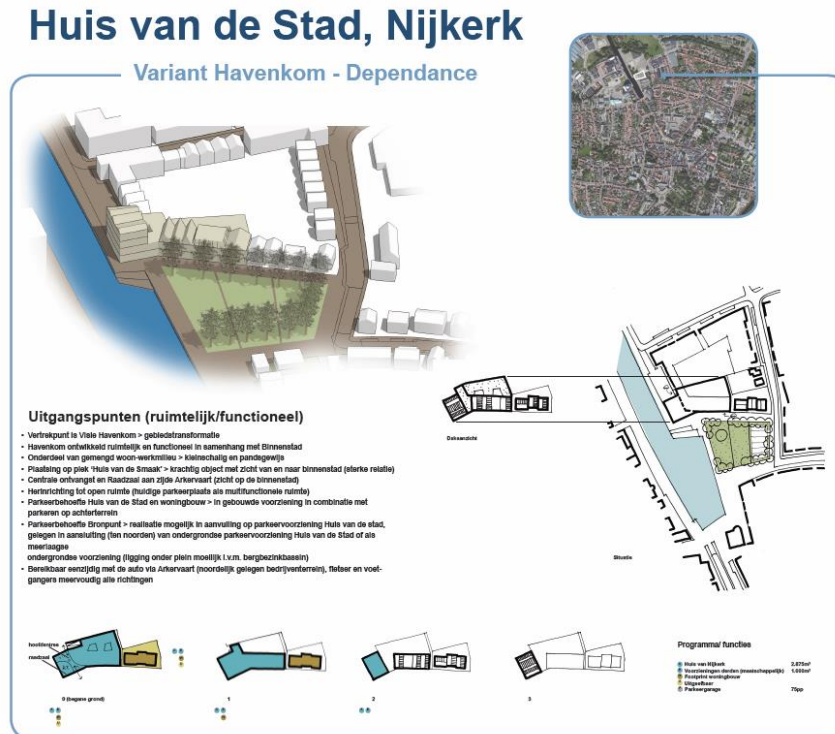 Huis van de Stad, Nijkerk
Variant Havenkom - Dependance
Uitgangspunten (ruimtelijk/functioneel)
• Vertrekpunt is Visie Havenkom > gebiedstransformatie
• Havenkom ontwikkeld ruimtelijk en functioneel in samenhang met Binnenstad
• Onderdeel van gemengd woon-werkmilieu > kleinschalig en pandsgewijs
• Plaatsing op plek 'Huis van de Smaak' > krachtig object met zicht van en naar binnenstad (sterke relatie)
• Centrale ontvangst en Raadzaal aan zijde Arkervaart (zicht op de binnenstad)
• Herinrichting tot open ruimte (huidige parkeerplaats als multifunctionele ruimte)
• Parkeerbehoefte Huis van de Stad en woningbouw > in gebouwde voorziening in combinatie met
parkeren op achterterrein
• Parkeerbehoefte Bronpunt > realisatie mogelijk in aanvulling op parkeervoorziening Huis van de stad,
gelegen in aansluiting (ten noorden) van ondergrondse parkeervoorziening Huis van de Stad of als
meerlaagse
ondergrondse voorziening (ligging onder plein moeilijk i.v.m. bergbezinkbassin)
• Bereikbaar eenzijdig met de auto via Arkervaart (noordelijk gelegen bedrijventerrein), fietser en voet-
gangers meervoudig alle richtingen
Dakaanzicht
Situatie
hoofdentree
raadzaal
0 (begane grond)
1
2
3
Programma/ functies
Huis van Nijkerk 2.875m²
Voorzieningen derden (maatschappelijk) 1.000m²
Footprint woningbouw
Uitgeefbaar
Parkeergarage 75pp